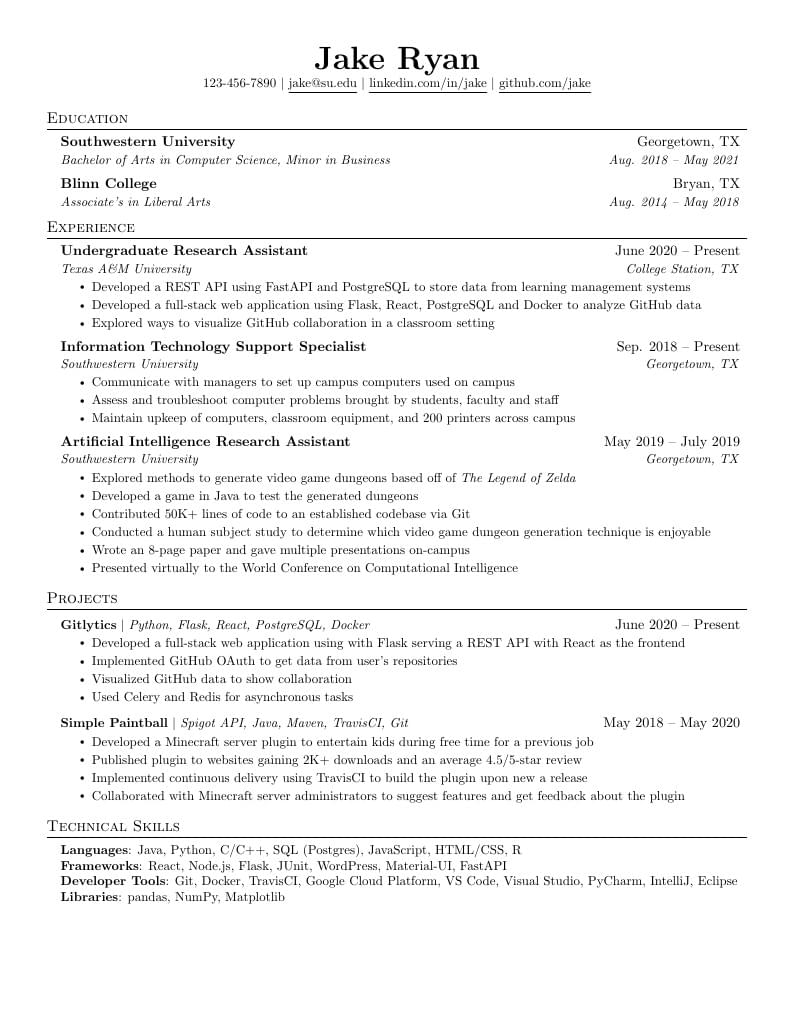 Jake Ryan
123-456-7890 | jake@su.edu | linkedin.com/in/jake | github.com/jake
Education
Southwestern University Georgetown, TX
Bachelor of Arts in Computer Science, Minor in Business Aug. 2018 – May 2021
Blinn College Bryan, TX
Associate's in Liberal Arts Aug. 2014 – May 2018
Experience
Undergraduate Research Assistant June 2020 – Present
Texas A&M University College Station, TX
• Developed a REST API using FastAPI and PostgreSQL to store data from learning management systems
• Developed a full-stack web application using Flask, React, PostgreSQL and Docker to analyze GitHub data
• Explored ways to visualize GitHub collaboration in a classroom setting
Information Technology Support Specialist Sep. 2018 – Present
Southwestern University Georgetown, TX
• Communicate with managers to set up campus computers used on campus
• Assess and troubleshoot computer problems brought by students, faculty and staff
• Maintain upkeep of computers, classroom equipment, and 200 printers across campus
Artificial Intelligence Research Assistant May 2019 – July 2019
Southwestern University Georgetown, TX
• Explored methods to generate video game dungeons based off of The Legend of Zelda
• Developed a game in Java to test the generated dungeons
• Contributed 50K+ lines of code to an established codebase via Git
• Conducted a human subject study to determine which video game dungeon generation technique is enjoyable
• Wrote an 8-page paper and gave multiple presentations on-campus
• Presented virtually to the World Conference on Computational Intelligence
Projects
Gitlytics | Python, Flask, React, PostgreSQL, Docker June 2020 – Present
• Developed a full-stack web application using with Flask serving a REST API with React as the frontend
• Implemented GitHub OAuth to get data from user's repositories
• Visualized GitHub data to show collaboration
• Used Celery and Redis for asynchronous tasks
Simple Paintball | Spigot API, Java, Maven, TravisCI, Git May 2018 – May 2020
• Developed a Minecraft server plugin to entertain kids during free time for a previous job
• Published plugin to websites gaining 2K+ downloads and an average 4.5/5-star review
• Implemented continuous delivery using TravisCI to build the plugin upon new a release
• Collaborated with Minecraft server administrators to suggest features and get feedback about the plugin
Technical Skills
Languages: Java, Python, C/C++, SQL (Postgres), JavaScript, HTML/CSS, R
Frameworks: React, Node.js, Flask, JUnit, WordPress, Material-UI, FastAPI
Developer Tools: Git, Docker, TravisCI, Google Cloud Platform, VS Code, Visual Studio, PyCharm, IntelliJ, Eclipse
Libraries: pandas, NumPy, Matplotlib